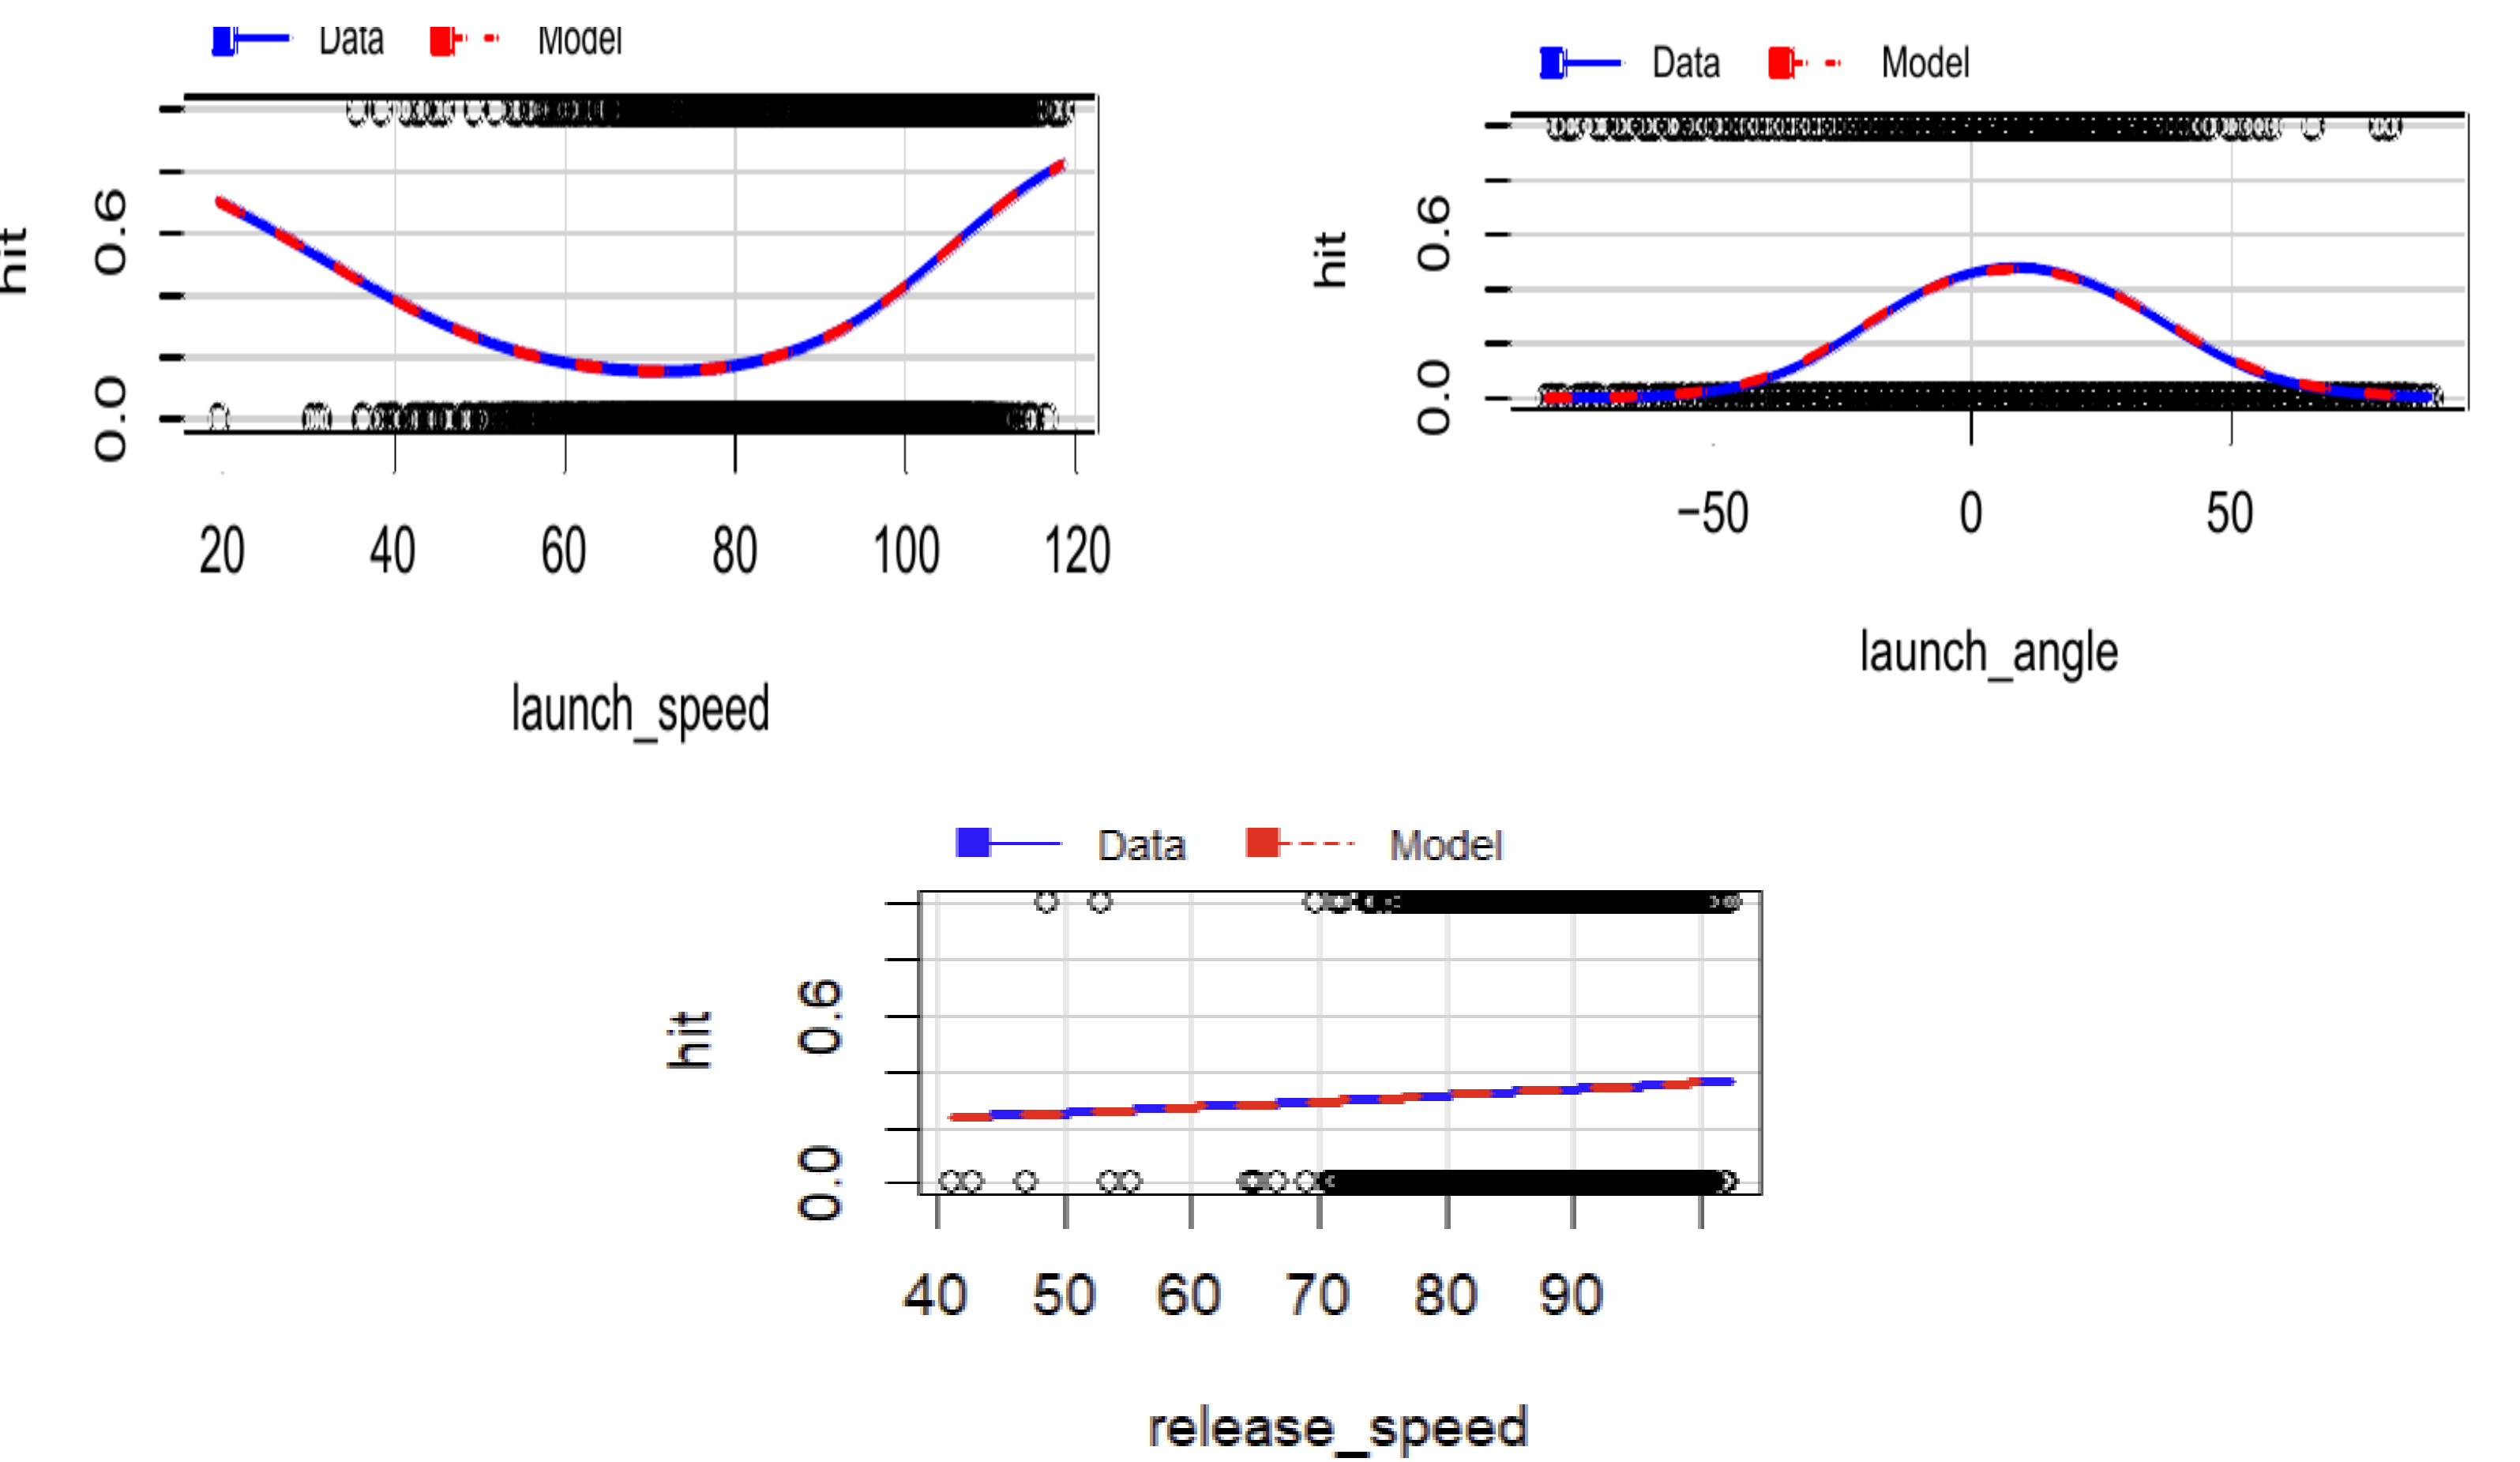 Data Model
hit
0.6
0.0
20 40 60 80 100 120
launch_speed
Data Model
hit
0.6
0.0
−50 0 50
launch_angle
Data Model
hit
0.6
0.0
40 50 60 70 80 90
release_speed